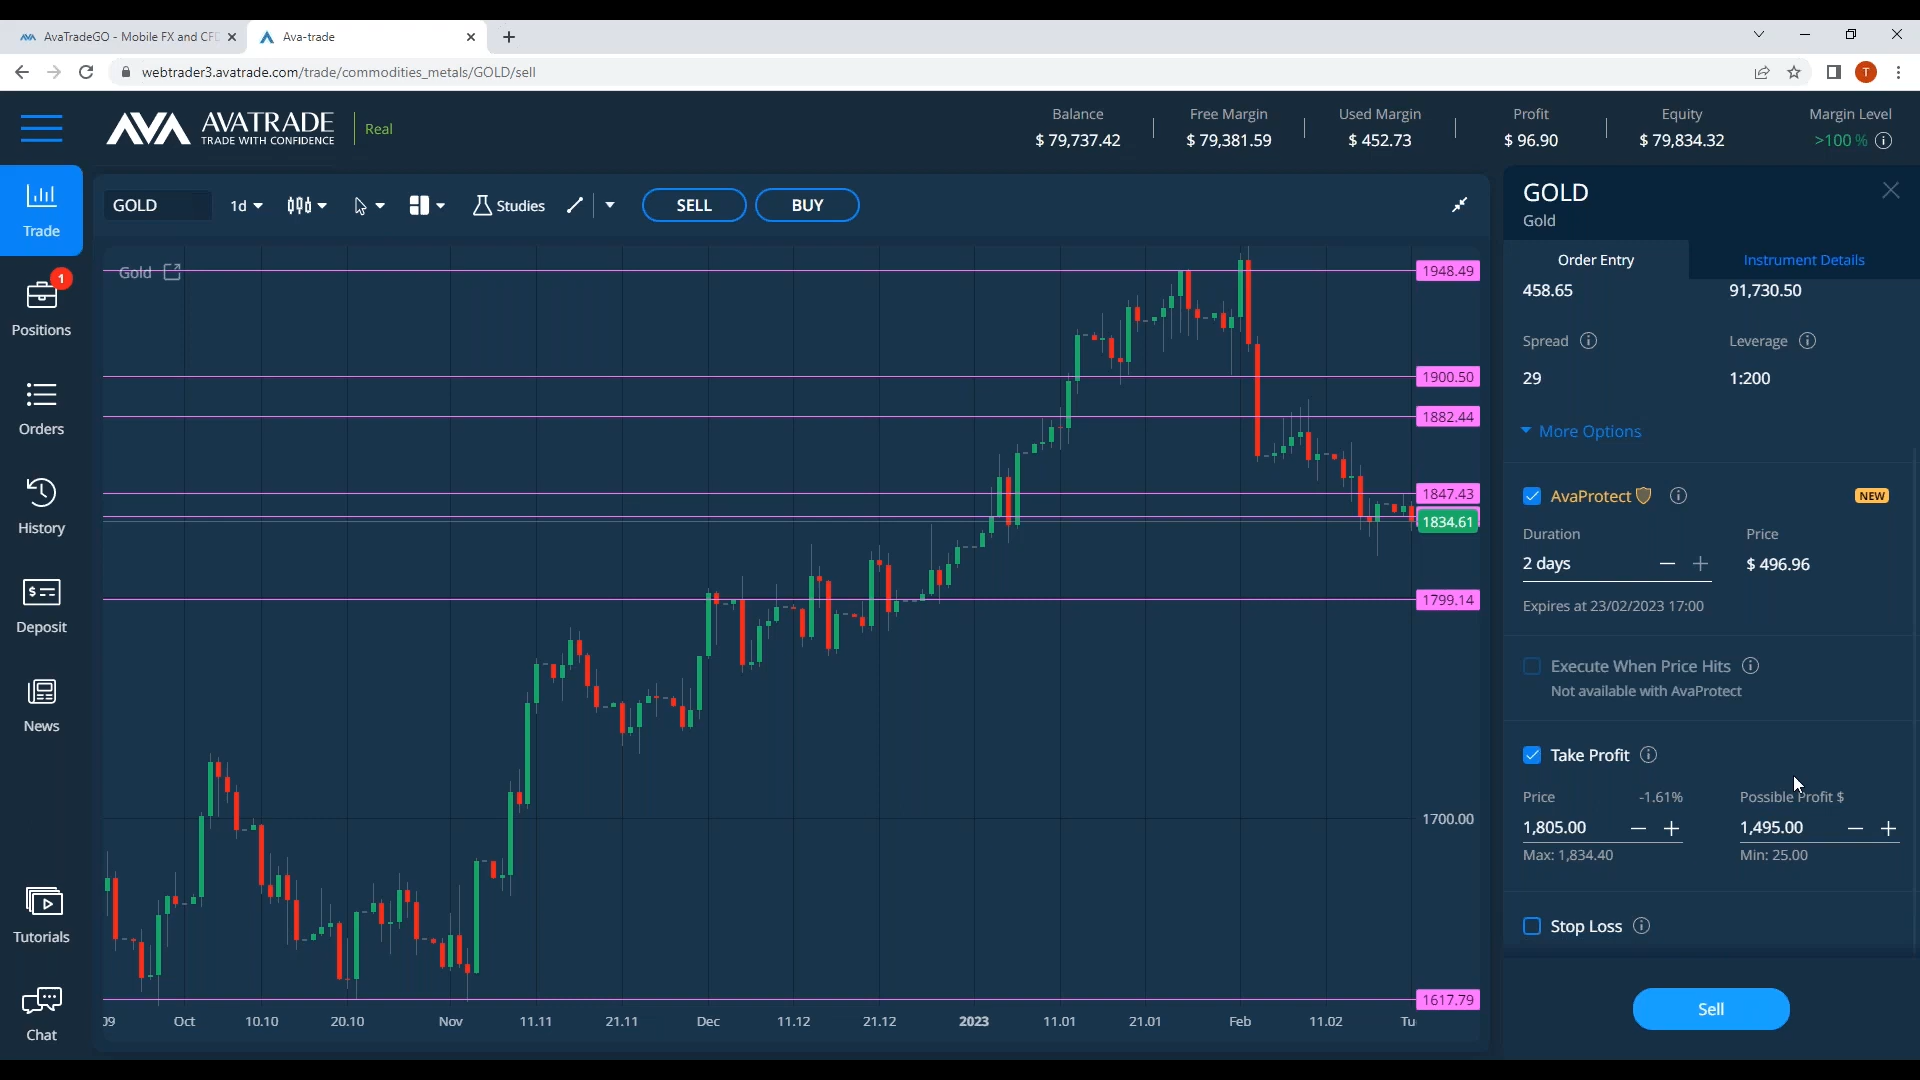 AvaTradeGO - Mobile FX and CFD
Ava-trade
webtrader3.avatrade.com/trade/commodities_metals/GOLD/sell
T
AVA AVATRADE
TRADE WITH CONFIDENCE
Real
Balance
$ 79,737.42
Free Margin
$ 79,381.59
Used Margin
$ 452.73
Profit
$ 96.90
Equity
$ 79,834.32
Margin Level
>100 %
Trade
1
Positions
Orders
History
Deposit
News
Tutorials
Chat
GOLD
1d
Studies
SELL
BUY
Gold
1948.49
1900.50
1882.44
1847.43
1834.61
1799.14
1700.00
1617.79
09
Oct
10.10
20.10
Nov
11.11
21.11
Dec
11.12
21.12
2023
11.01
21.01
Feb
11.02
Tu
GOLD
Gold
Order Entry
Instrument Details
458.65
91,730.50
Spread
Leverage
29
1:200
More Options
AvaProtect
NEW
Duration
Price
2 days
$ 496.96
Expires at 23/02/2023 17:00
Execute When Price Hits
Not available with AvaProtect
Take Profit
Price
-1.61%
Possible Profit $
1,805.00
1,495.00
Max: 1,834.40
Min: 25.00
Stop Loss
Sell